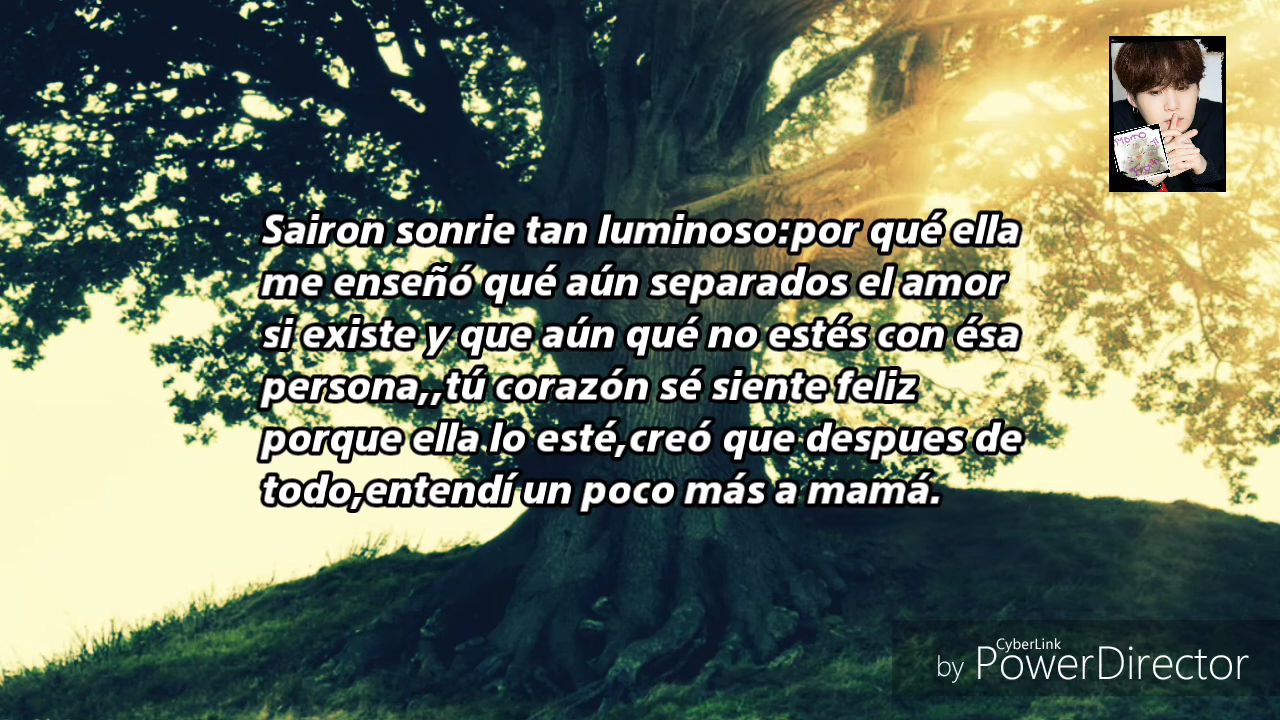 Sairon sonrie tan luminoso:por qué ella
me enseñó qué aún separados el amor
si existe y que aún qué no estés con ésa
persona,,tú corazón sé siente feliz
porque ella lo esté,creó que despues de
todo,entendí un poco más a mamá.
CyberLink
by PowerDirector